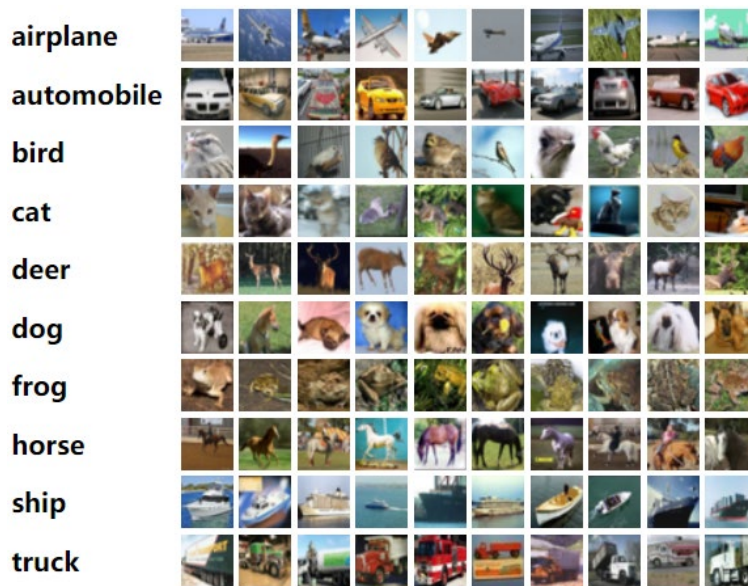 airplane
automobile
bird
cat
deer
dog
frog
horse
ship
truck